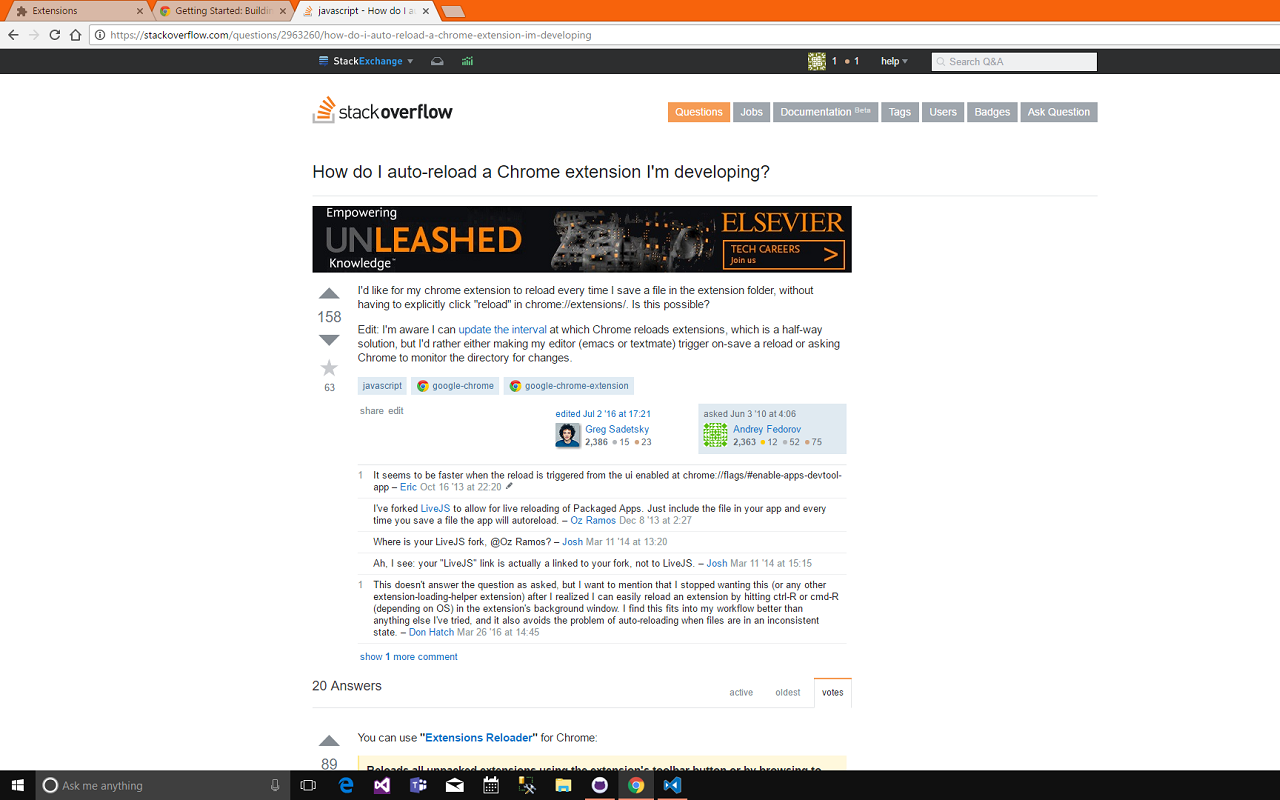 Extensions
Getting Started: Buildin
javascript - How do I a
https://stackoverflow.com/questions/2963260/how-do-i-auto-reload-a-chrome-extension-im-developing
StackExchange
1 ● 1
help
Search Q&A
stackoverflow
Questions
Jobs
Documentation Beta
Tags
Users
Badges
Ask Question
How do I auto-reload a Chrome extension I'm developing?
Empowering
UNLEASHED
Knowledge™
ELSEVIER
TECH CAREERS
Join us
>
I'd like for my chrome extension to reload every time I save a file in the extension folder, without
having to explicitly click "reload" in chrome://extensions/. Is this possible?
158
Edit: I'm aware I can update the interval at which Chrome reloads extensions, which is a half-way
solution, but I'd rather either making my editor (emacs or textmate) trigger on-save a reload or asking
Chrome to monitor the directory for changes.
63
javascript
google-chrome
google-chrome-extension
share edit
edited Jul 2 '16 at 17:21
Greg Sadetsky
2,386 ●15 ●23
asked Jun 3 '10 at 4:06
Andrey Fedorov
2,363 ●12 ●52 ●75
1 It seems to be faster when the reload is triggered from the ui enabled at chrome://flags/#enable-apps-devtool-
app – Eric Oct 16 '13 at 22:20
I've forked LiveJS to allow for live reloading of Packaged Apps. Just include the file in your app and every
time you save a file the app will autoreload. – Oz Ramos Dec 8 '13 at 2:27
Where is your LiveJS fork, @Oz Ramos? – Josh Mar 11 '14 at 13:20
Ah, I see: your "LiveJS" link is actually a linked to your fork, not to LiveJS. – Josh Mar 11 '14 at 15:15
1 This doesn't answer the question as asked, but I want to mention that I stopped wanting this (or any other
extension-loading-helper extension) after I realized I can easily reload an extension by hitting ctrl-R or cmd-R
(depending on OS) in the extension's background window. I find this fits into my workflow better than
anything else I've tried, and it also avoids the problem of auto-reloading when files are in an inconsistent
state. – Don Hatch Mar 26 '16 at 14:45
show 1 more comment
20 Answers
active
oldest
votes
You can use "Extensions Reloader" for Chrome:
89
Reloads all unpacked extensions using the extension's toolbar button or by browsing to
Ask me anything